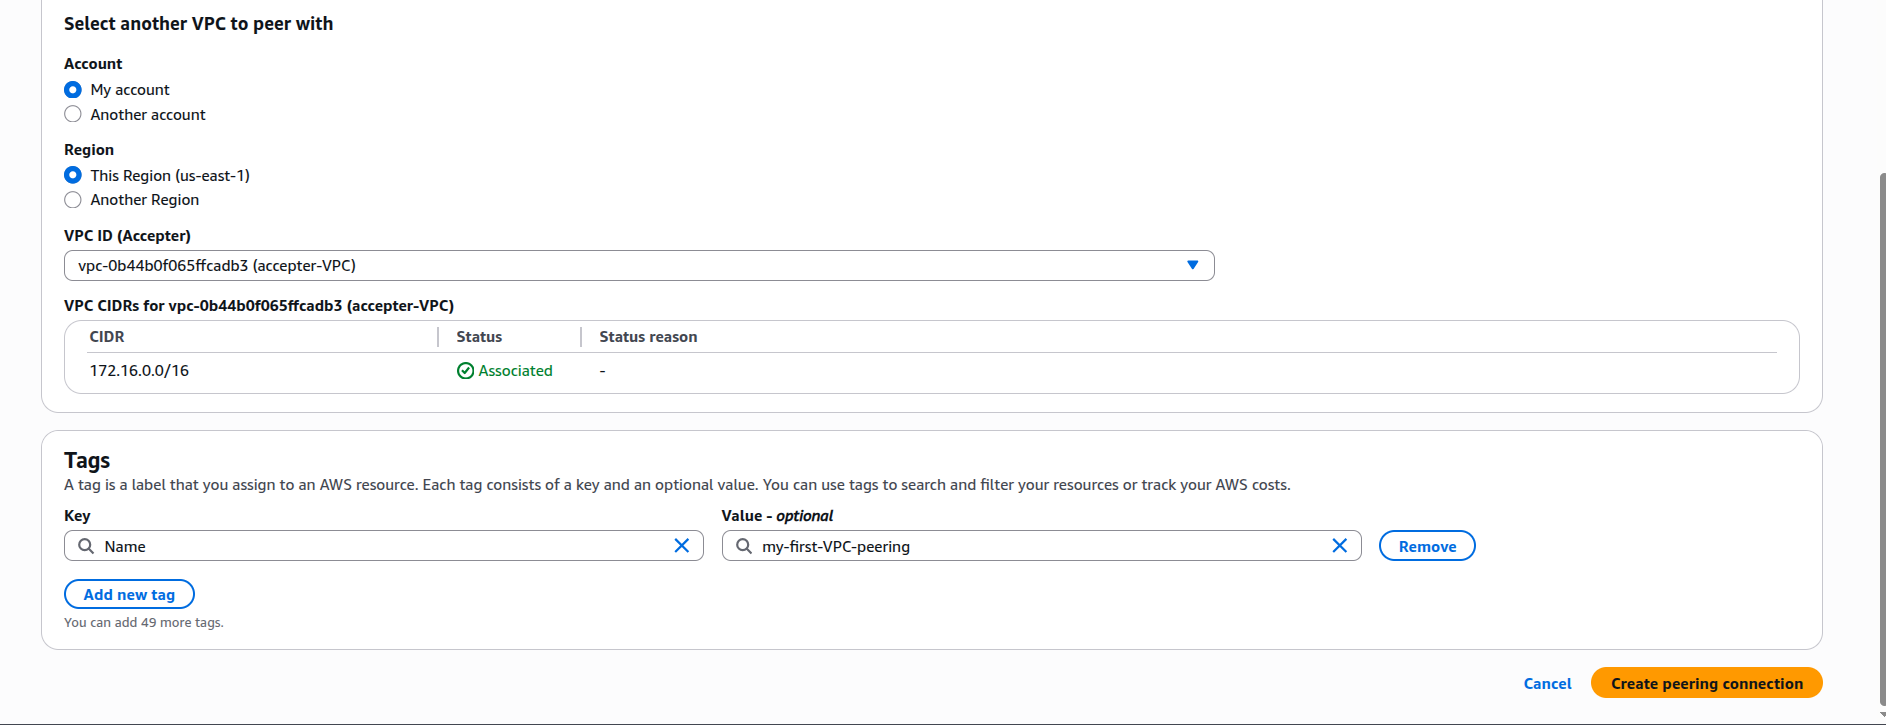 Select another VPC to peer with
Account
My account
Another account
Region
This Region (us-east-1)
Another Region
VPC ID (Accepter)
vpc-0b44b0f065ffcadb3 (accepter-VPC)
VPC CIDRs for vpc-0b44b0f065ffcadb3 (accepter-VPC)
CIDR Status Status reason
172.16.0.0/16 Associated -
Tags
A tag is a label that you assign to an AWS resource. Each tag consists of a key and an optional value. You can use tags to search and filter your resources or track your AWS costs.
Key Value - optional
Name my-first-VPC-peering Remove
Add new tag
You can add 49 more tags.
Cancel Create peering connection